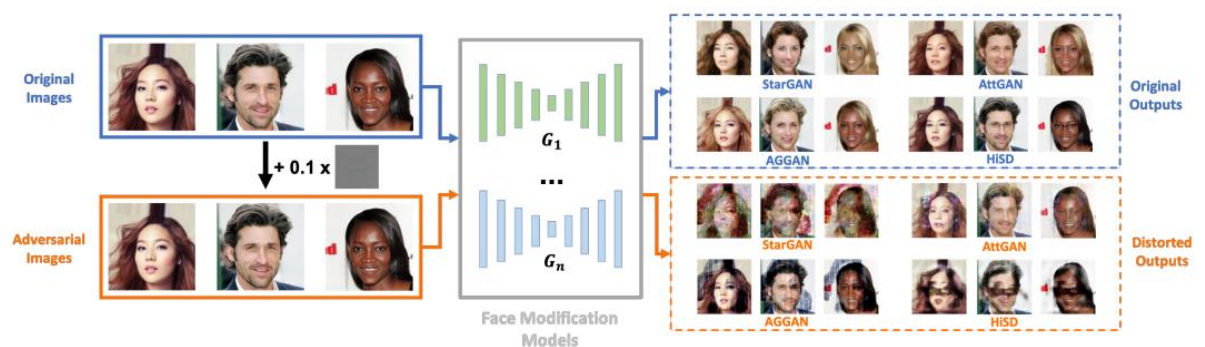 Original
Images
+ 0.1 x
Adversarial
Images
G1
...
Gn
Face Modification
Models
StarGAN
AttGAN
AGGAN
HiSD
Original
Outputs
StarGAN
AttGAN
AGGAN
HiSD
Distorted
Outputs